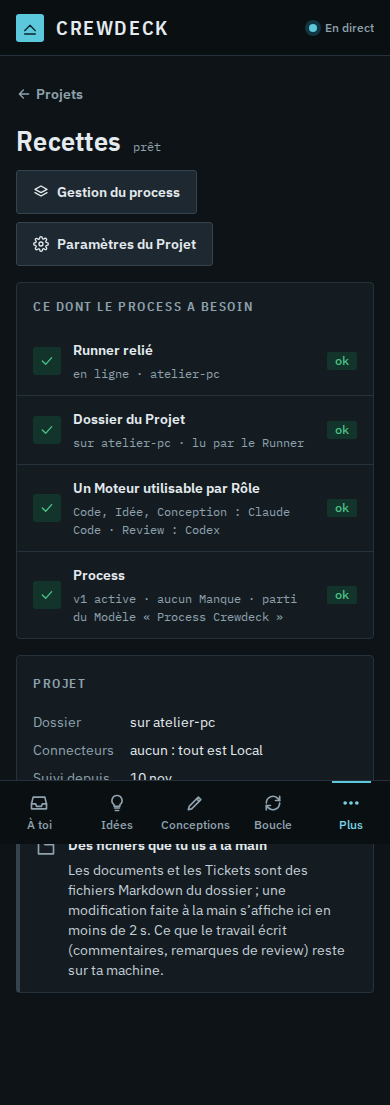 CREWDECK
En direct
← Projets
Recettes prêt
Gestion du process
Paramètres du Projet
CE DONT LE PROCESS A BESOIN
Runner relié
en ligne · atelier-pc
ok
Dossier du Projet
sur atelier-pc · lu par le Runner
ok
Un Moteur utilisable par Rôle
Code, Idée, Conception : Claude
Code · Review : Codex
ok
Process
v1 active · aucun Manque · parti
du Modèle « Process Crewdeck »
ok
PROJET
Dossier sur atelier-pc
Connecteurs aucun : tout est Local
Suivi depuis 10 nov.
À toi
Idées
Conceptions
Boucle
Plus
Des fichiers que tu lis à la main
Les documents et les Tickets sont des
fichiers Markdown du dossier ; une
modification faite à la main s’affiche ici en
moins de 2 s. Ce que le travail écrit
(commentaires, remarques de review) reste
sur ta machine.